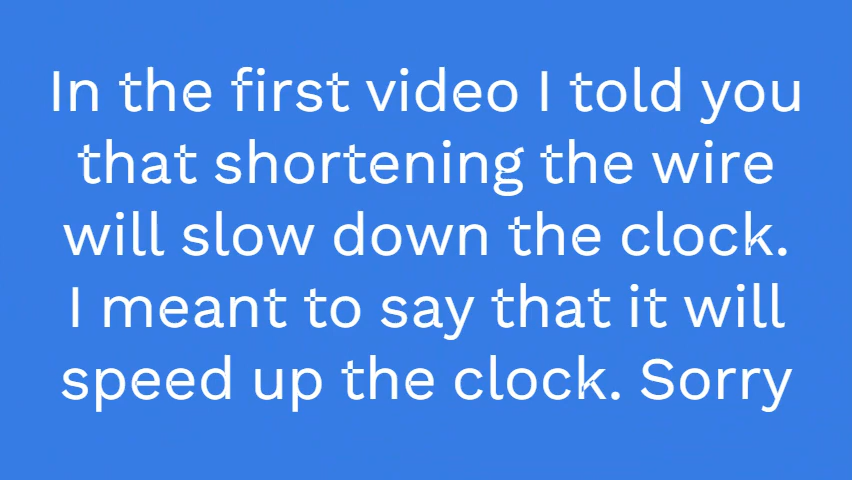 In the first video I told you
that shortening the wire
will slow down the clock.
I meant to say that it will
speed up the clock. Sorry